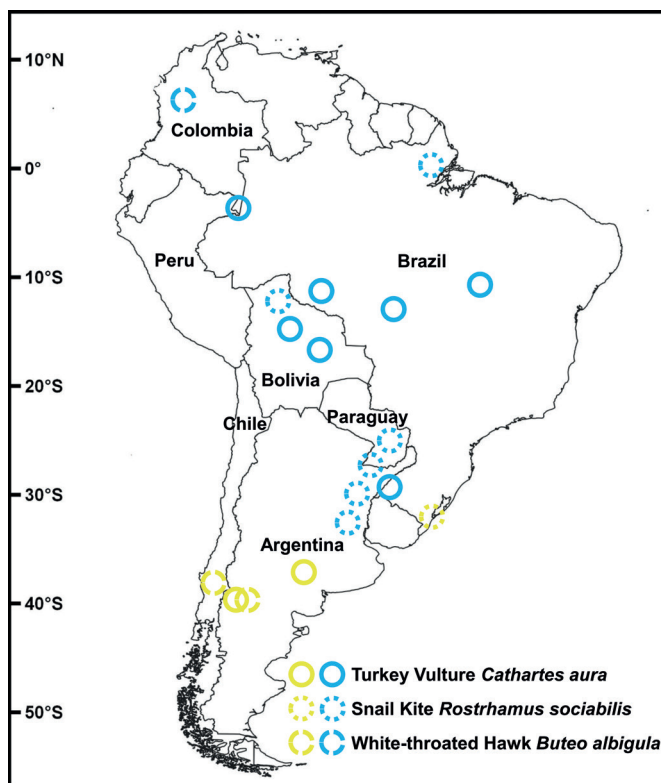 10°N
Colombia
0°
Peru
Brazil
10°S
Bolivia
20°S
Chile
Paraguay
30°S
Argentina
40°S
Turkey Vulture Cathartes aura
Snail Kite Rostrhamus sociabilis
50°S
White-throated Hawk Buteo albigula